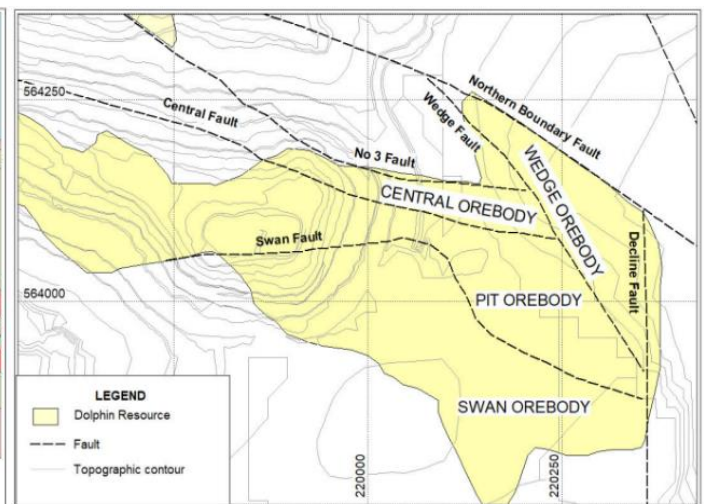 564250
Central Fault
No 3 Fault
Wedge Fault
Northern Boundary Fault
WEDGE OREBODY
CENTRAL OREBODY
Swan Fault
Decline Fault
564000
PIT OREBODY
SWAN OREBODY
220000
220250
LEGEND
Dolphin Resource
Fault
Topographic contour